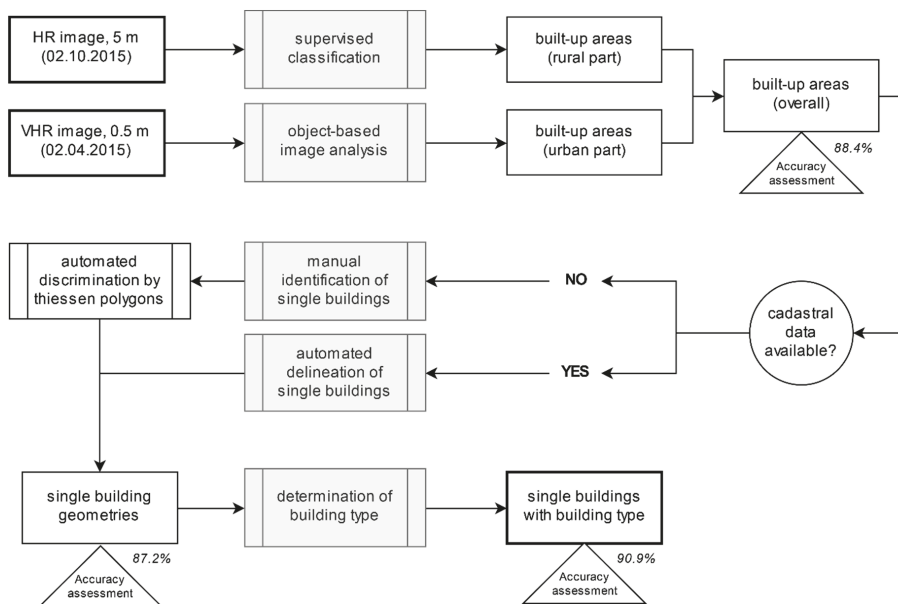 HR image, 5 m
(02.10.2015)
supervised
classification
built-up areas
(rural part)
built-up areas
(overall)
VHR image, 0.5 m
(02.04.2015)
object-based
image analysis
built-up areas
(urban part)
88.4%
Accuracy
assessment
automated
discrimination by
thiessen polygons
manual
identification of
single buildings
NO
cadastral
data
available?
automated
delineation of
single buildings
YES
single building
geometries
determination of
building type
single buildings
with building type
87.2%
Accuracy
assessment
90.9%
Accuracy
assessment